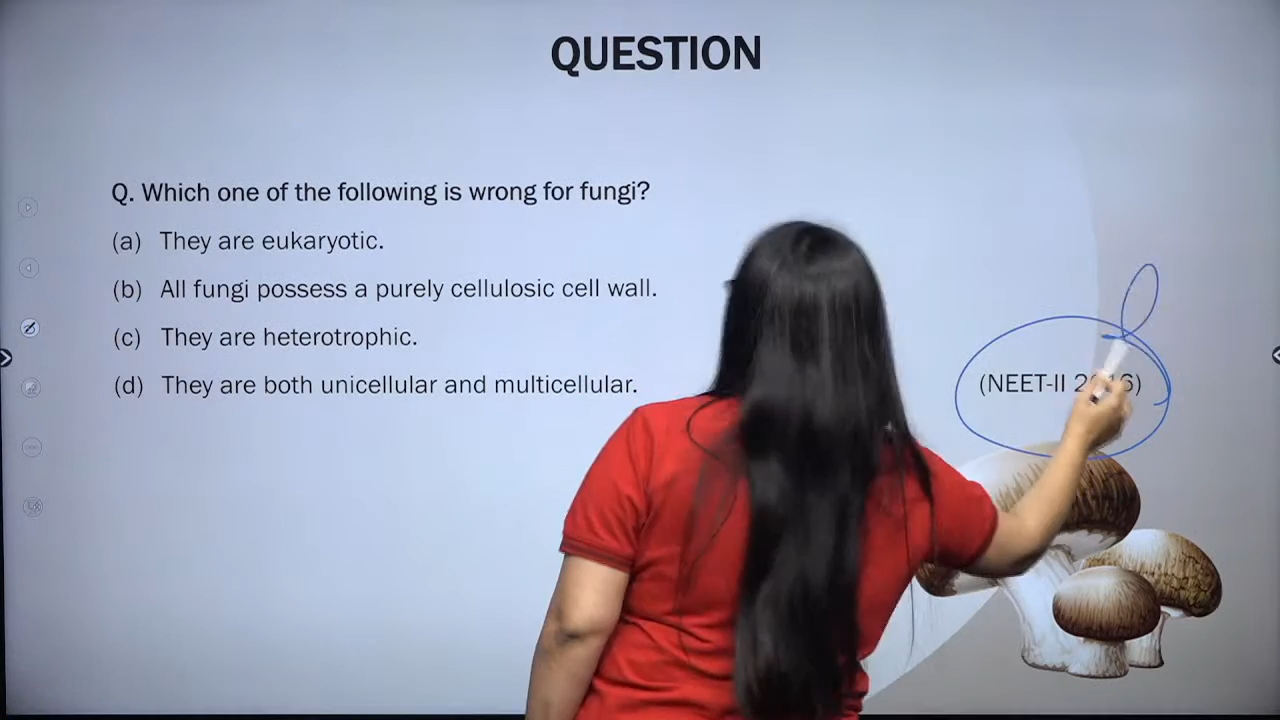 QUESTION
Q. Which one of the following is wrong for fungi?
(a) They are eukaryotic.
(b) All fungi possess a purely cellulosic cell wall.
(c) They are heterotrophic.
(d) They are both unicellular and multicellular.
(NEET-II 2016)